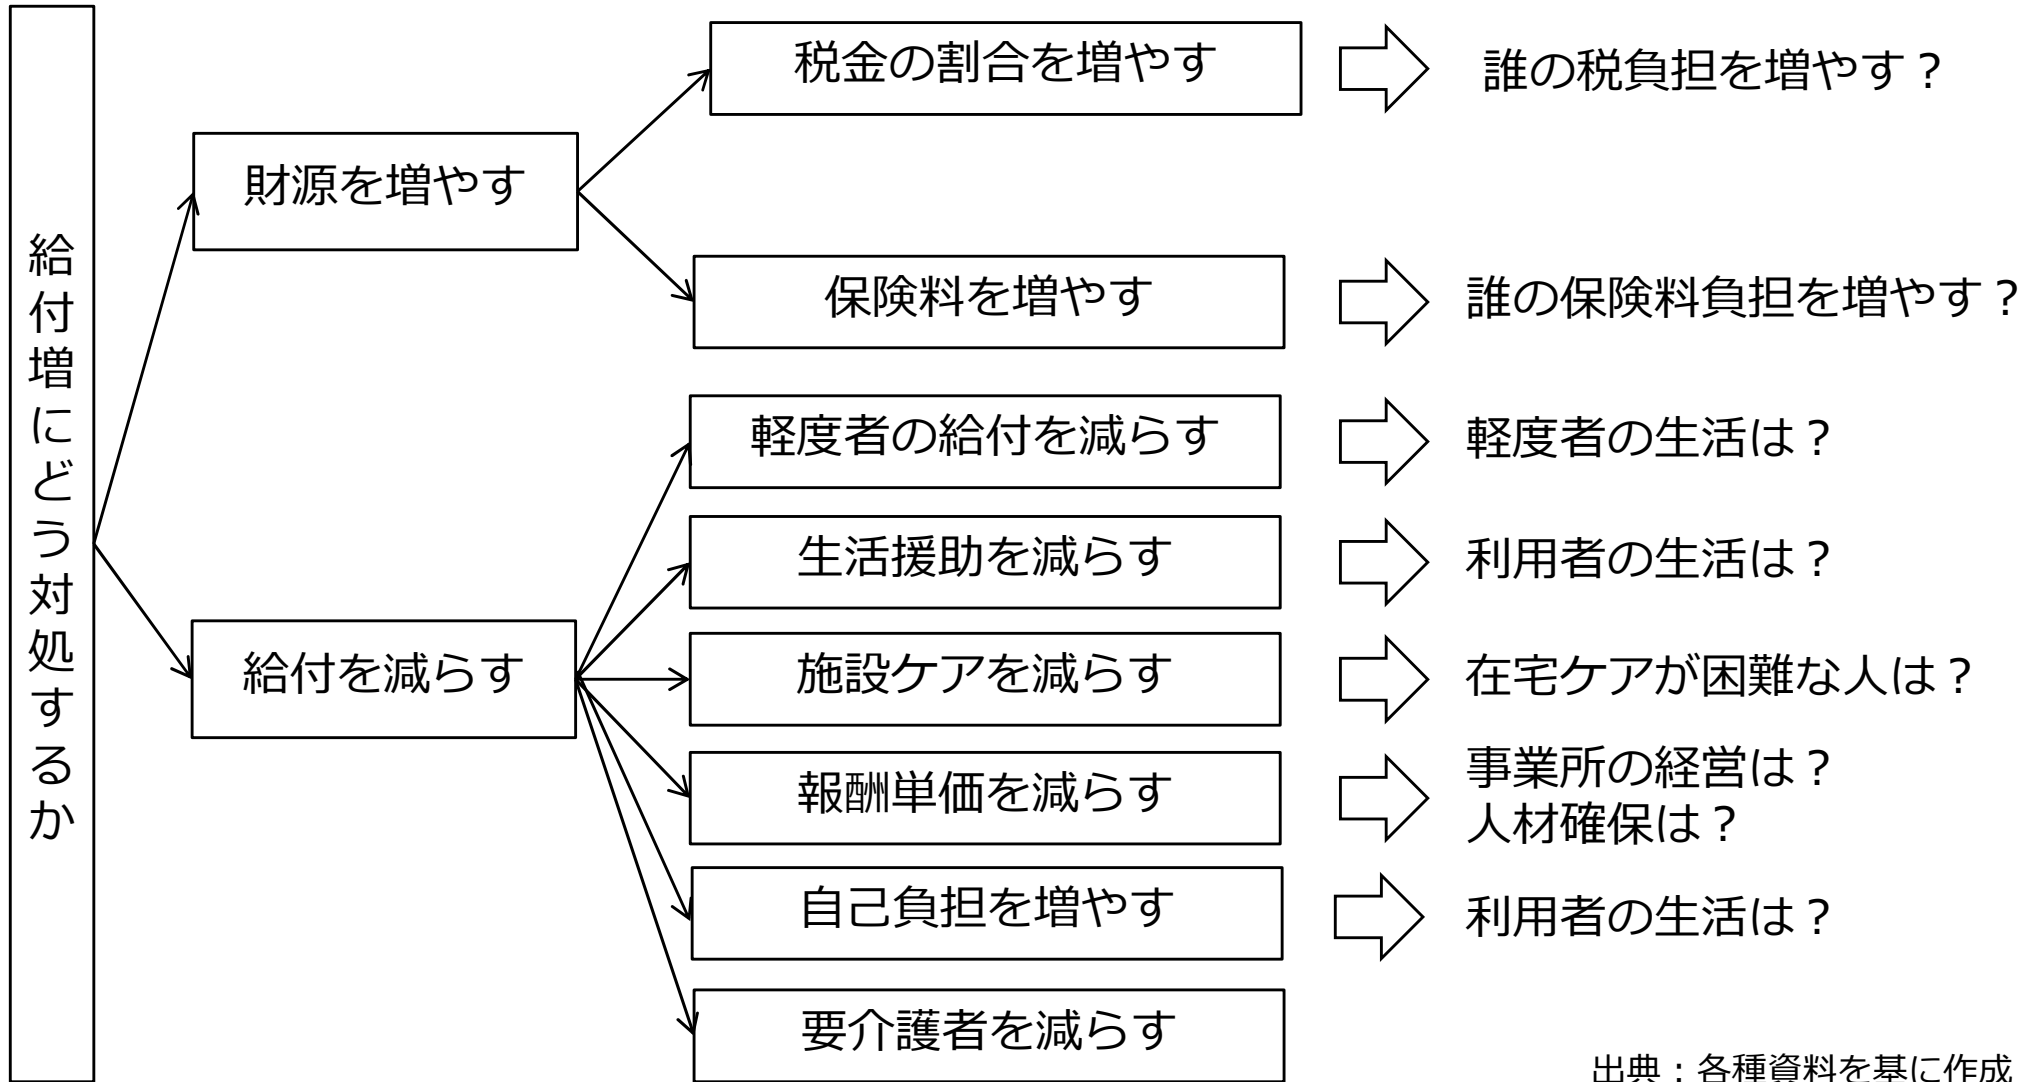 給付増にどう対処するか
財源を増やす
税金の割合を増やす
誰の税負担を増やす？
保険料を増やす
誰の保険料負担を増やす？
給付を減らす
軽度者の給付を減らす
軽度者の生活は？
生活援助を減らす
利用者の生活は？
施設ケアを減らす
在宅ケアが困難な人は？
報酬単価を減らす
事業所の経営は？
人材確保は？
自己負担を増やす
利用者の生活は？
要介護者を減らす
出典：各種資料を基に作成